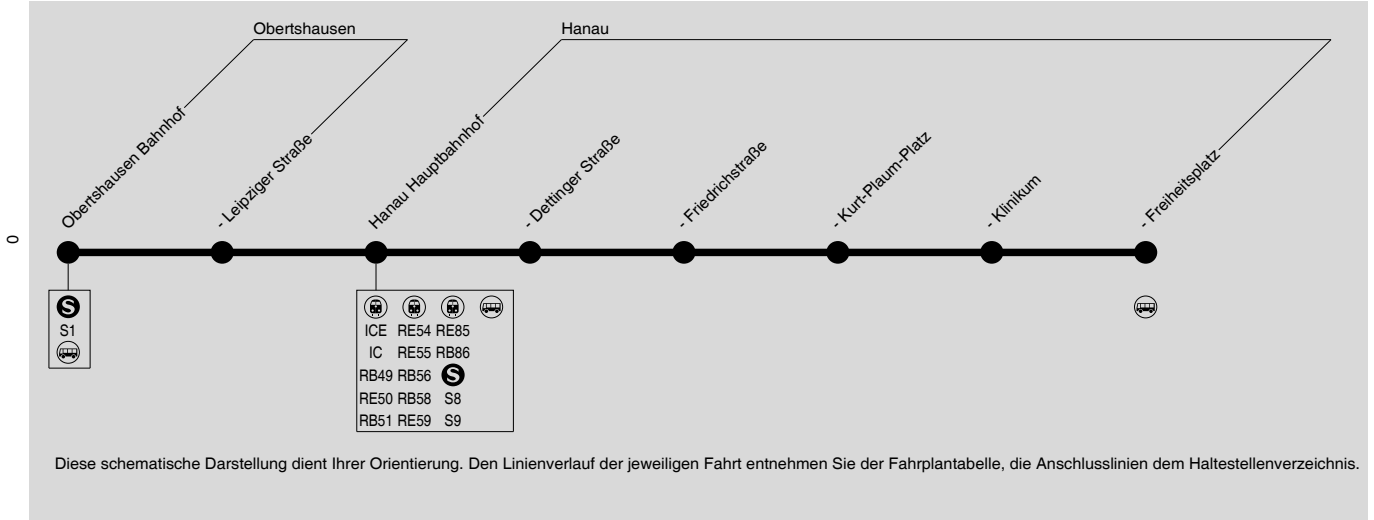 Obertshausen
Hanau
Obertshausen Bahnhof
- Leipziger Straße
Hanau Hauptbahnhof
- Dettinger Straße
- Friedrichstraße
- Kurt-Plaum-Platz
- Klinikum
- Freiheitsplatz
0
S
S1
ICE RE54 RE85
IC RE55 RB86
RB49 RB56 S
RE50 RB58 S8
RB51 RE59 S9
Diese schematische Darstellung dient Ihrer Orientierung. Den Linienverlauf der jeweiligen Fahrt entnehmen Sie der Fahrplantabelle, die Anschlusslinien dem Haltestellenverzeichnis.